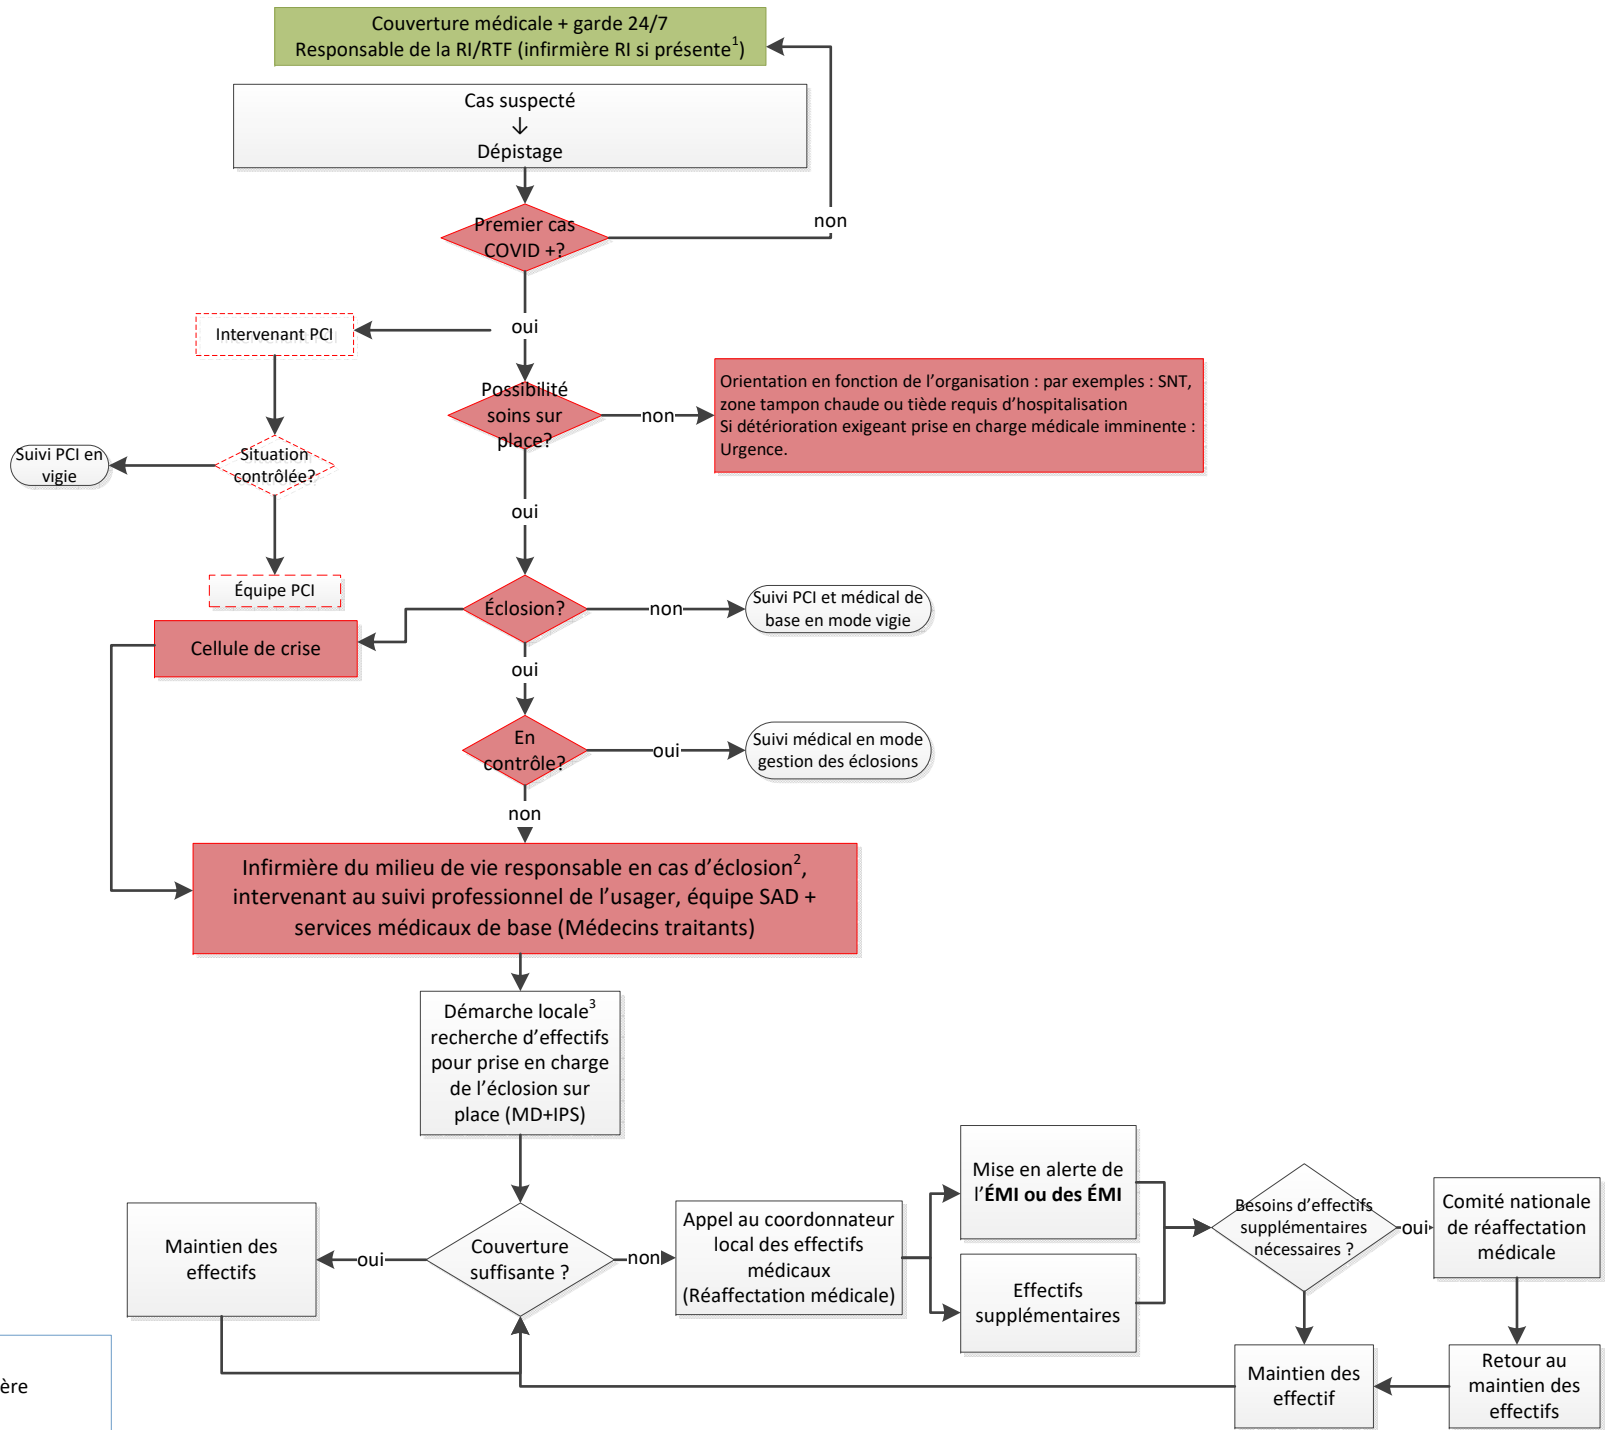 Couverture médicale + garde 24/7
Responsable de la RI/RTF (infirmière RI si présente1)
Cas suspecté
↓
Dépistage
Premier cas
COVID +?
non
oui
Intervenant PCI
Possibilité
soins sur
place?
non
Orientation en fonction de l’organisation : par exemples : SNT,
zone tampon chaude ou tiède requis d’hospitalisation
Si détérioration exigeant prise en charge médicale imminente :
Urgence.
Situation
contrôlée?
Suivi PCI en
vigie
oui
Équipe PCI
Éclosion?
non
Suivi PCI et médical de
base en mode vigie
Cellule de crise
oui
En
contrôle?
oui
Suivi médical en mode
gestion des éclosions
non
Infirmière du milieu de vie responsable en cas d’éclosion2,
intervenant au suivi professionnel de l’usager, équipe SAD +
services médicaux de base (Médecins traitants)
Démarche locale3
recherche d’effectifs
pour prise en charge
de l’éclosion sur
place (MD+IPS)
Maintien des
effectifs
oui
Couverture
suffisante ?
non
Appel au coordonnateur
local des effectifs
médicaux
(Réaffectation médicale)
Mise en alerte de
l’ÉMI ou des ÉMI
Effectifs
supplémentaires
Besoins d’effectifs
supplémentaires
nécessaires ?
oui
Comité nationale
de réaffectation
médicale
Maintien des
effectif
Retour au
maintien des
effectifs
ère